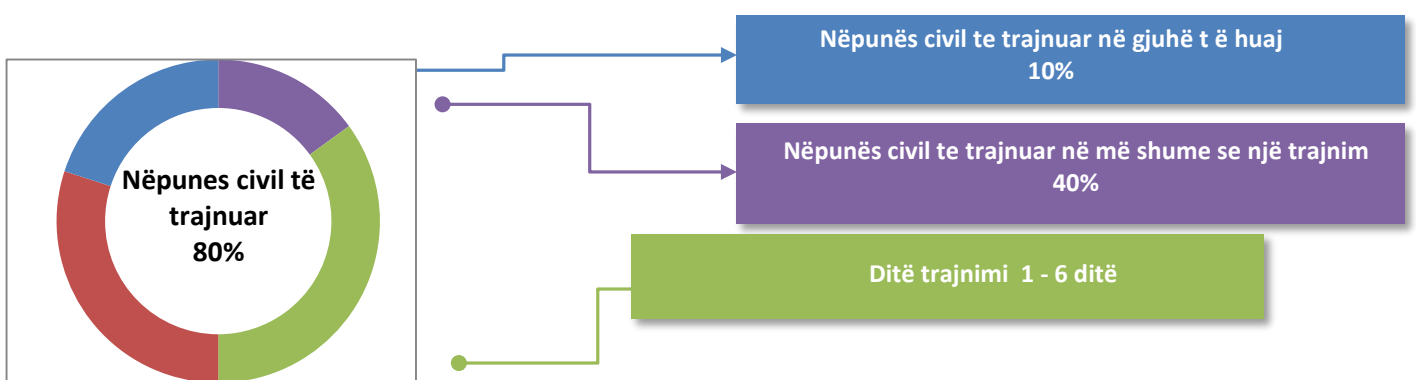 Nëpunës civil te trajnuar në gjuhë t ë huaj
10%
Nëpunës civil te trajnuar në më shume se një trajnim
40%
Nëpunes civil të
trajnuar
80%
Ditë trajnimi 1 - 6 ditë